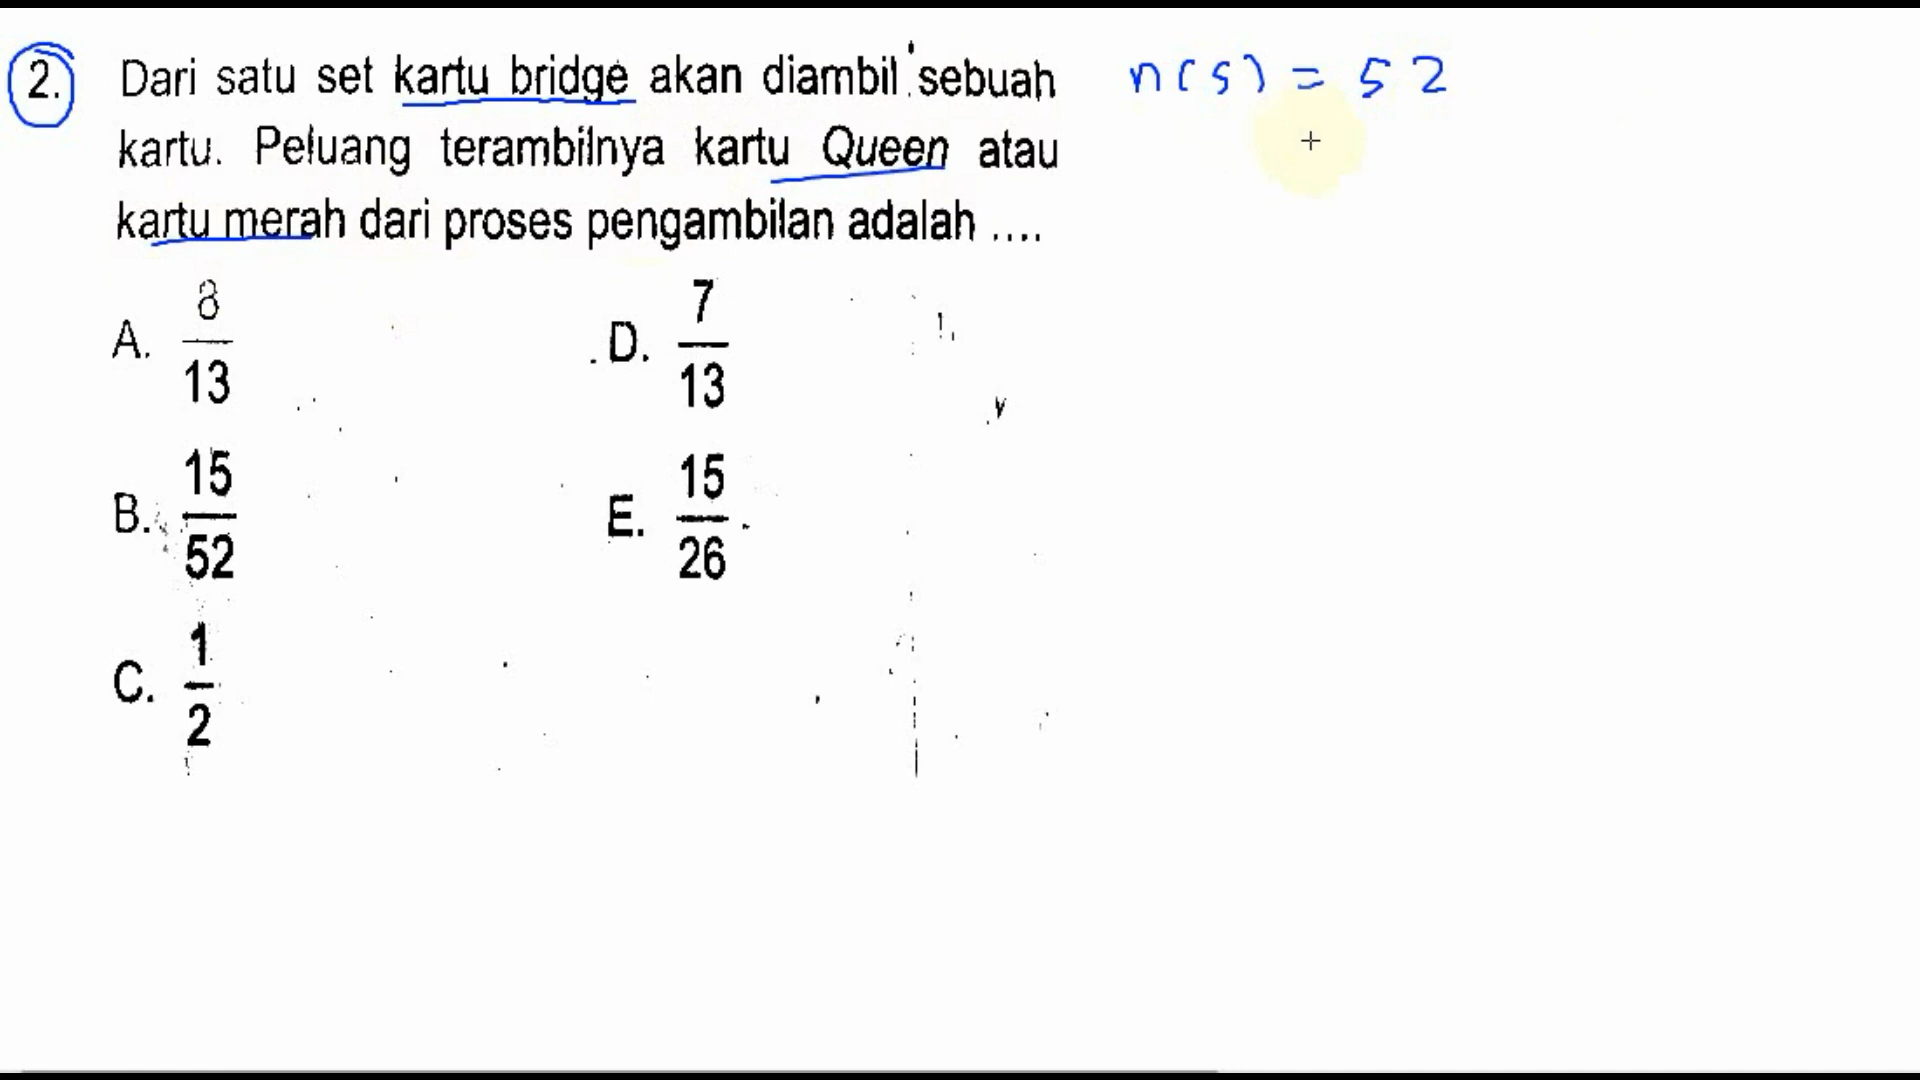 2. Dari satu set kartu bridge akan diambil sebuah
kartu. Peluang terambilnya kartu Queen atau
kartu merah dari proses pengambilan adalah ....
n(s) = 52
A. 8/13
B. 15/52
C. 1/2
D. 7/13
E. 15/26